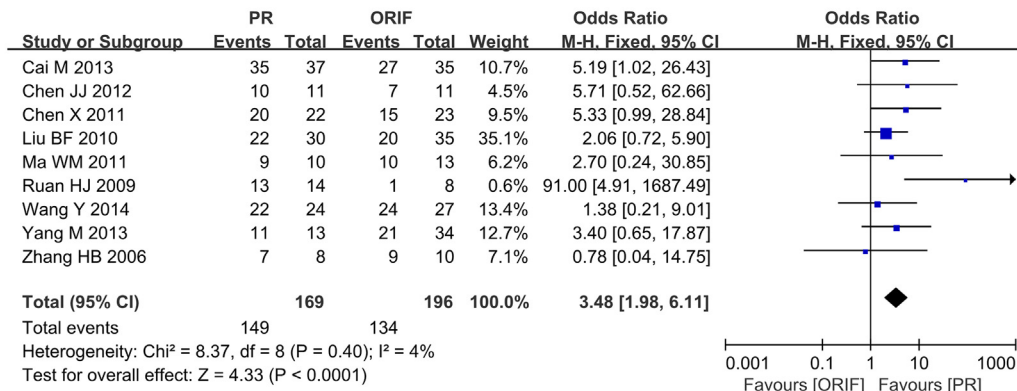 PR ORIF Odds Ratio Odds Ratio
Study or Subgroup Events Total Events Total Weight M-H. Fixed. 95% CI M-H. Fixed. 95% CI
Cai M 2013 35 37 27 35 10.7% 5.19 [1.02, 26.43]
Chen JJ 2012 10 11 7 11 4.5% 5.71 [0.52, 62.66]
Chen X 2011 20 22 15 23 9.5% 5.33 [0.99, 28.84]
Liu BF 2010 22 30 20 35 35.1% 2.06 [0.72, 5.90]
Ma WM 2011 9 10 10 13 6.2% 2.70 [0.24, 30.85]
Ruan HJ 2009 13 14 1 8 0.6% 91.00 [4.91, 1687.49]
Wang Y 2014 22 24 24 27 13.4% 1.38 [0.21, 9.01]
Yang M 2013 11 13 21 34 12.7% 3.40 [0.65, 17.87]
Zhang HB 2006 7 8 9 10 7.1% 0.78 [0.04, 14.75]
Total (95% CI) 169 196 100.0% 3.48 [1.98, 6.11]
Total events 149 134
Heterogeneity: Chi² = 8.37, df = 8 (P = 0.40); I² = 4%
Test for overall effect: Z = 4.33 (P < 0.0001)
0.001 0.1 1 10 1000
Favours [ORIF] Favours [PR]